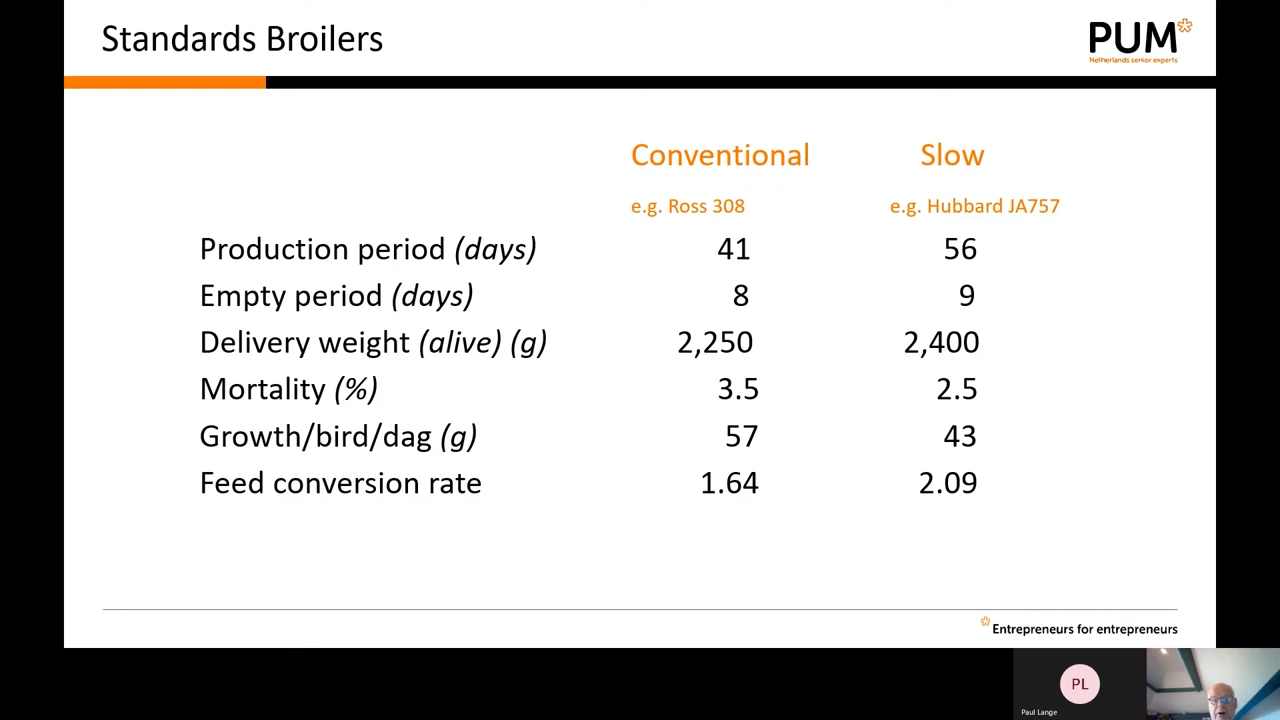 Standards Broilers
PUM
Netherlands senior experts
Conventional Slow
e.g. Ross 308 e.g. Hubbard JA757
Production period (days) 41 56
Empty period (days) 8 9
Delivery weight (alive) (g) 2,250 2,400
Mortality (%) 3.5 2.5
Growth/bird/dag (g) 57 43
Feed conversion rate 1.64 2.09
Entrepreneurs for entrepreneurs
PL
Paul Lange